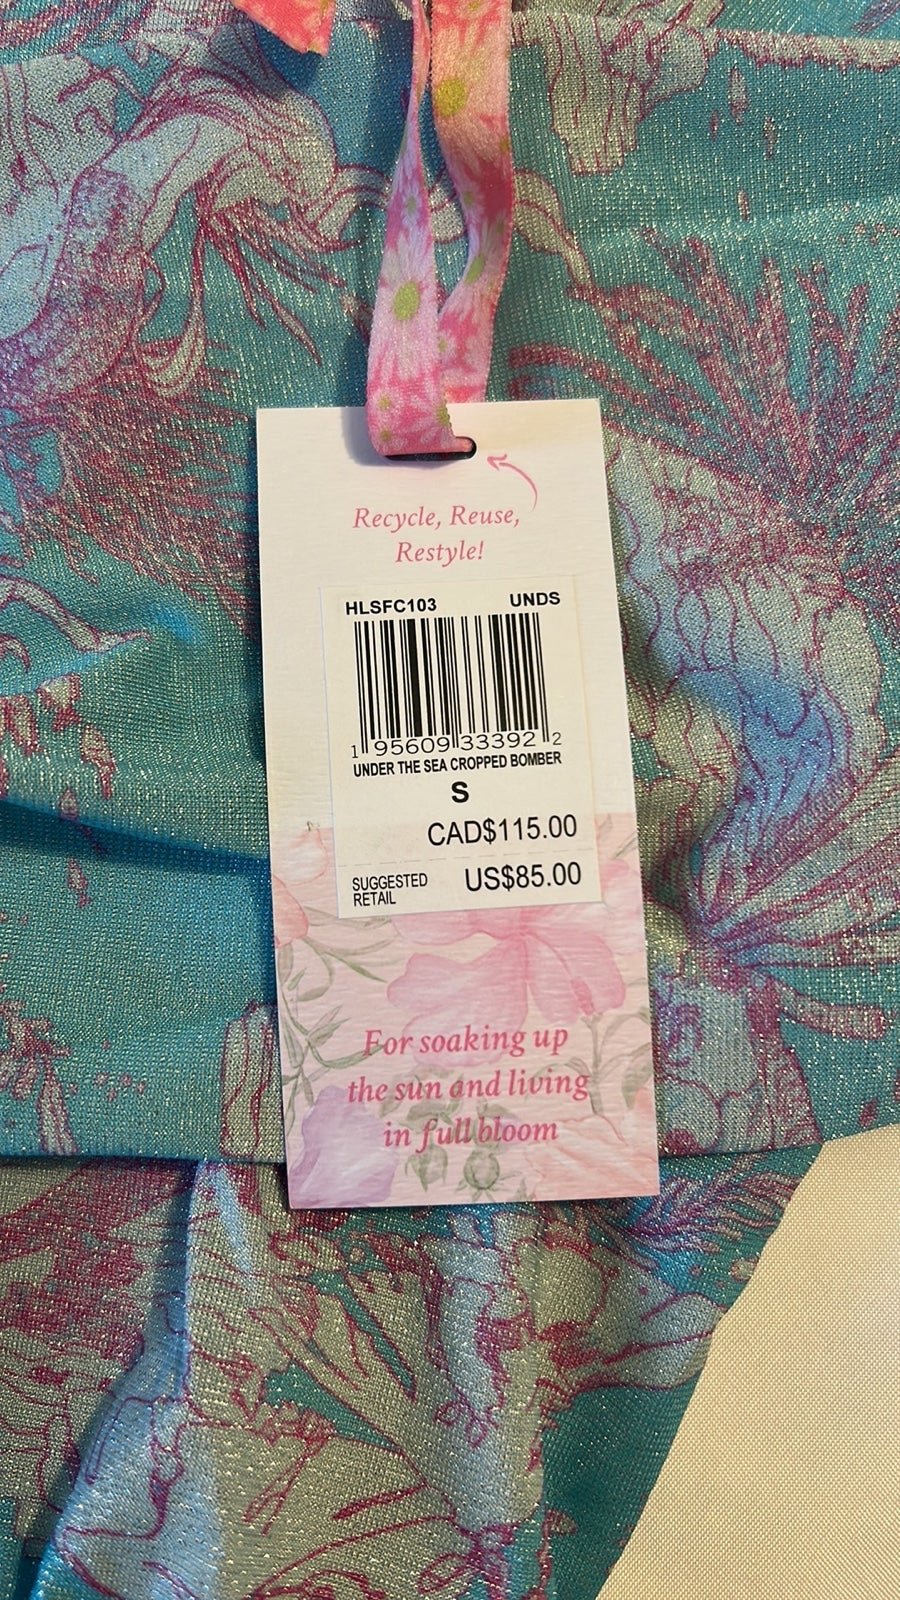 Recycle, Reuse,
Restyle!
HLSFC103 UNDS
1 95609 33392 2
UNDER THE SEA CROPPED BOMBER
S
CAD$115.00
SUGGESTED RETAIL US$85.00
For soaking up
the sun and living
in full bloom